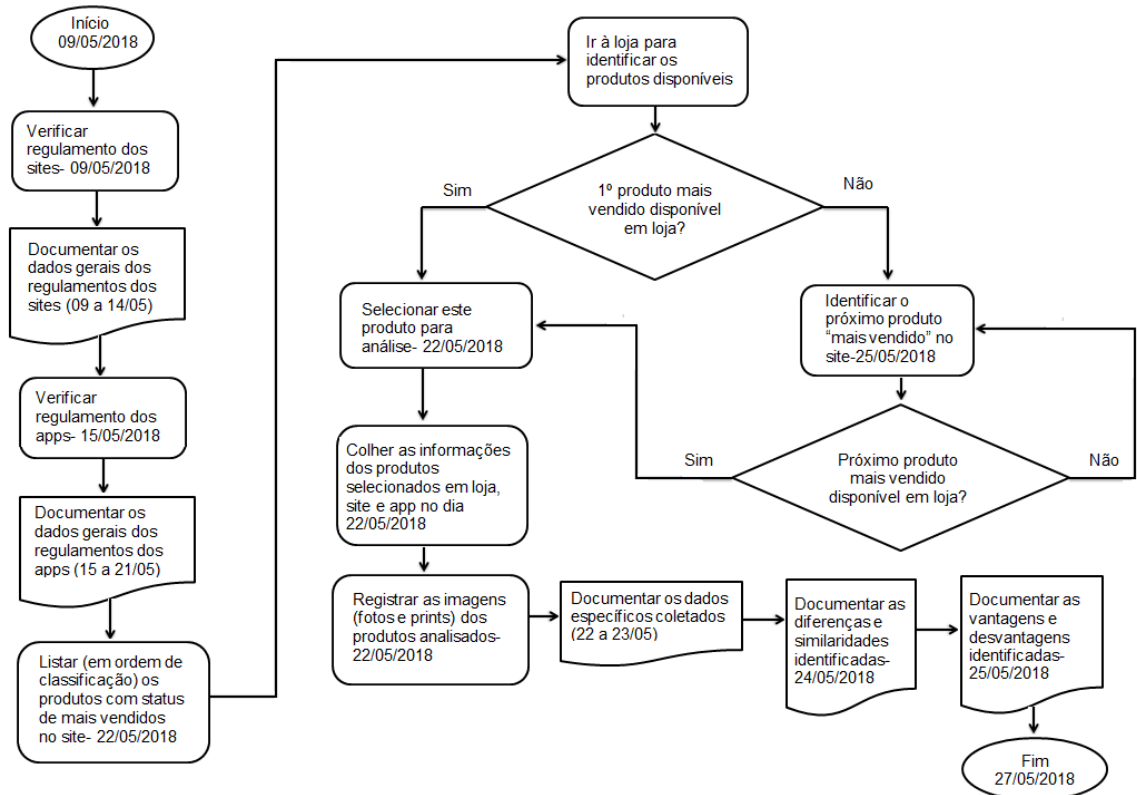 Início
09/05/2018
Verificar
regulamento dos
sites- 09/05/2018
Documentar os
dados gerais dos
regulamentos dos
sites (09 a 14/05)
Verificar
regulamento dos
apps- 15/05/2018
Documentar os
dados gerais dos
regulamentos dos
apps (15 a 21/05)
Listar (em ordem de
classificação) os
produtos com status
de mais vendidos
no site- 22/05/2018
Ir à loja para
identificar os
produtos disponíveis
1º produto mais
vendido disponível
em loja?
Sim
Não
Selecionar este
produto para
análise- 22/05/2018
Identificar o
próximo produto
“mais vendido” no
site-25/05/2018
Próximo produto
mais vendido
disponível em loja?
Sim
Não
Colher as informações
dos produtos
selecionados em loja,
site e app no dia
22/05/2018
Registrar as imagens
(fotos e prints) dos
produtos analisados-
22/05/2018
Documentar os dados
específicos coletados
(22 a 23/05)
Documentar as
diferenças e
similaridades
identificadas-
24/05/2018
Documentar as
vantagens e
desvantagens
identificadas-
25/05/2018
Fim
27/05/2018